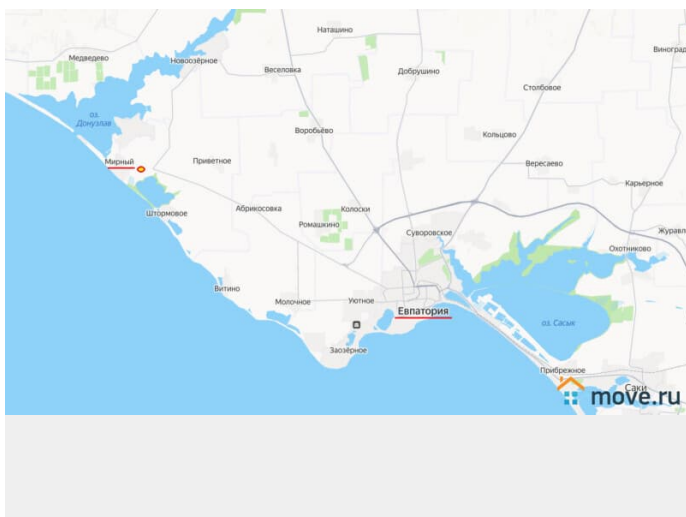 Наташино
Медведево
Новоозёрное
Виноград
Веселовка
Добрушино
Столбовое
оз.
Донузлав
Воробьёво
Кольцово
Мирный
Приветное
Вересаево
Карьерное
Штормовое
Абрикосовка
Колоски
Ромашкино
Суворовское
Журавл
Охотниково
Витино
Молочное
Уютное
Евпатория
оз. Сасык
Заозёрное
Прибрежное
Саки
move.ru